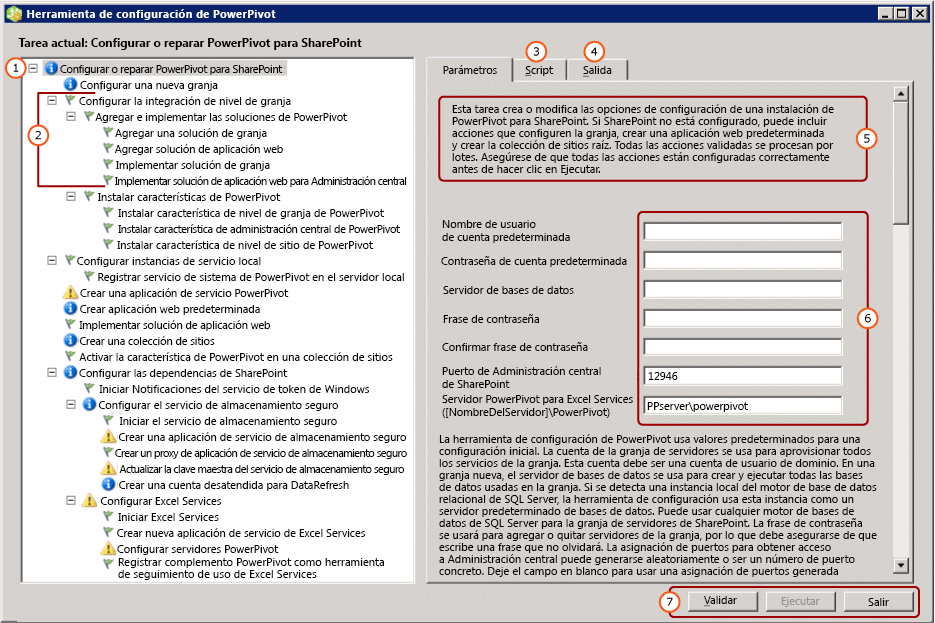 Herramienta de configuración de PowerPivot
Tarea actual: Configurar o reparar PowerPivot para SharePoint
1
Configurar o reparar PowerPivot para SharePoint
Configurar una nueva granja
Configurar la integración de nivel de granja
Agregar e implementar las soluciones de PowerPivot
2
Agregar una solución de granja
Agregar solución de aplicación web
Implementar solución de granja
Implementar solución de aplicación web para Administración central
Instalar características de PowerPivot
Instalar característica de nivel de granja de PowerPivot
Instalar característica de administración central de PowerPivot
Instalar característica de nivel de sitio de PowerPivot
Configurar instancias de servicio local
Registrar servicio de sistema de PowerPivot en el servidor local
Crear una aplicación de servicio PowerPivot
Crear aplicación web predeterminada
Implementar solución de aplicación web
Crear una colección de sitios
Activar la característica de PowerPivot en una colección de sitios
Configurar las dependencias de SharePoint
Iniciar Notificaciones del servicio de token de Windows
Configurar el servicio de almacenamiento seguro
Iniciar el servicio de almacenamiento seguro
Crear una aplicación de servicio de almacenamiento seguro
Crear un proxy de aplicación de servicio de almacenamiento seguro
Actualizar la clave maestra del servicio de almacenamiento seguro
Crear una cuenta desatendida para DataRefresh
Configurar Excel Services
Iniciar Excel Services
Crear nueva aplicación de servicio de Excel Services
Configurar servidores PowerPivot
Registrar complemento PowerPivot como herramienta
de seguimiento de uso de Excel Services
3
4
Parámetros
Script
Salida
Esta tarea crea o modifica las opciones de configuración de una instalación de
PowerPivot para SharePoint. Si SharePoint no está configurado, puede incluir
acciones que configuren la granja, crear una aplicación web predeterminada
y crear la colección de sitios raíz. Todas las acciones validadas se procesan por
lotes. Asegúrese de que todas las acciones están configuradas correctamente
antes de hacer clic en Ejecutar.
5
Nombre de usuario
de cuenta predeterminada
Contraseña de cuenta predeterminada
Servidor de bases de datos
Frase de contraseña
6
Confirmar frase de contraseña
Puerto de Administración central
de SharePoint
12946
Servidor PowerPivot para Excel Services
([NombreDelServidor]\PowerPivot)
PPserver\powerpivot
La herramienta de configuración de PowerPivot usa valores predeterminados para una
configuración inicial. La cuenta de la granja de servidores se usa para aprovisionar todos
los servicios de la granja. Esta cuenta debe ser una cuenta de usuario de dominio. En una
granja nueva, el servidor de bases de datos se usa para crear y ejecutar todas las bases
de datos usadas en la granja. Si se detecta una instancia local del motor de base de datos
relacional de SQL Server, la herramienta de configuración usa esta instancia como un
servidor predeterminado de bases de datos. Puede usar cualquier motor de bases de
datos de SQL Server para la granja de servidores de SharePoint. La frase de contraseña
se usará para agregar o quitar servidores de la granja, por lo que debe asegurarse de que
escribe una frase que no olvidará. La asignación de puertos para obtener acceso
a Administración central puede generarse aleatoriamente o ser un número de puerto
concreto. Deje el campo en blanco para usar una asignación de puertos generada
7
Validar
Ejecutar
Salir